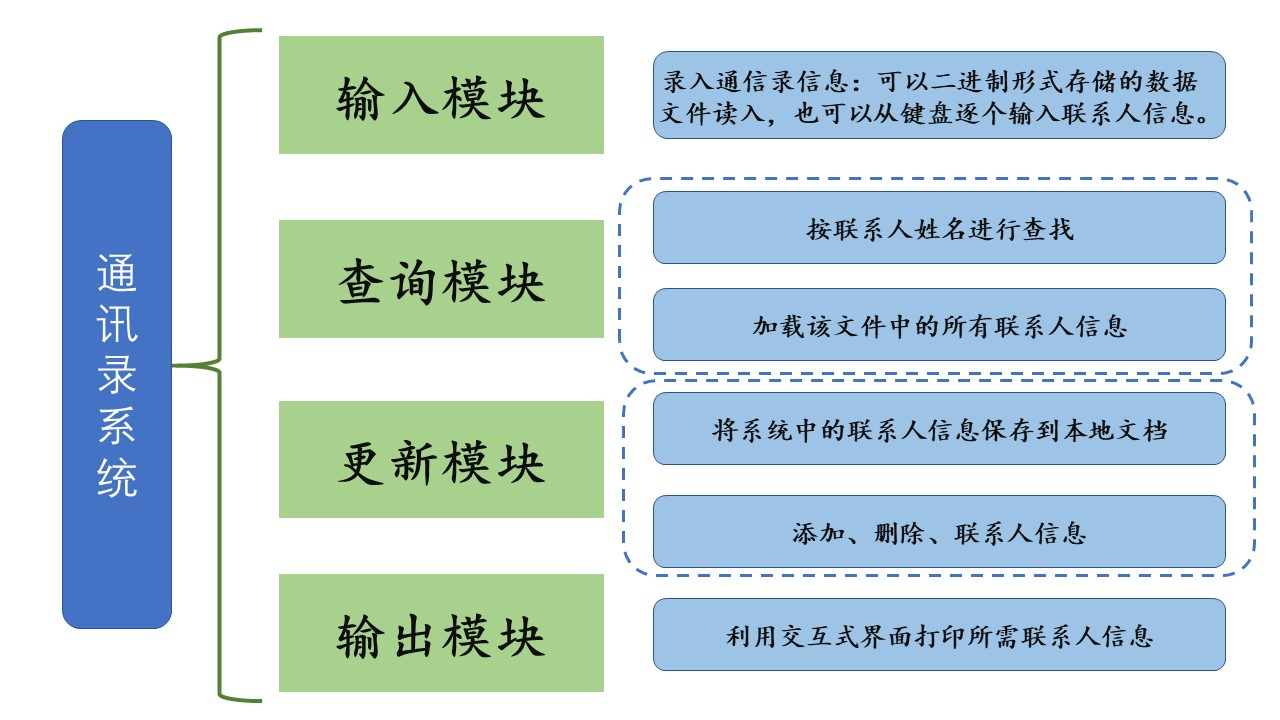 通讯录系统
输入模块
录入通信录信息：可以二进制形式存储的数据
文件读入，也可以从键盘逐个输入联系人信息。
查询模块
按联系人姓名进行查找
加载该文件中的所有联系人信息
更新模块
将系统中的联系人信息保存到本地文档
添加、删除、联系人信息
输出模块
利用交互式界面打印所需联系人信息